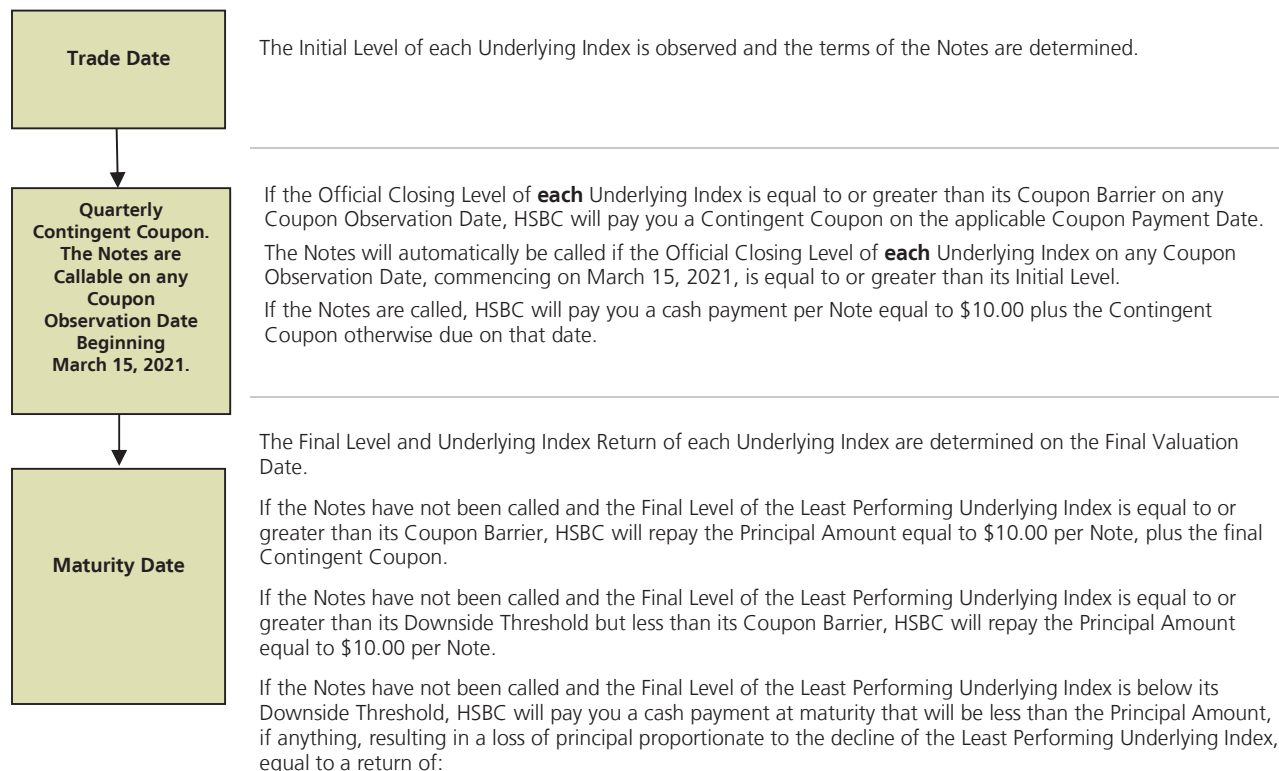 Trade Date
The Initial Level of each Underlying Index is observed and the terms of the Notes are determined.
Quarterly
Contingent Coupon.
The Notes are
Callable on any
Coupon
Observation Date
Beginning
March 15, 2021.
If the Official Closing Level of each Underlying Index is equal to or greater than its Coupon Barrier on any
Coupon Observation Date, HSBC will pay you a Contingent Coupon on the applicable Coupon Payment Date.
The Notes will automatically be called if the Official Closing Level of each Underlying Index on any Coupon
Observation Date, commencing on March 15, 2021, is equal to or greater than its Initial Level.
If the Notes are called, HSBC will pay you a cash payment per Note equal to $10.00 plus the Contingent
Coupon otherwise due on that date.
Maturity Date
The Final Level and Underlying Index Return of each Underlying Index are determined on the Final Valuation
Date.
If the Notes have not been called and the Final Level of the Least Performing Underlying Index is equal to or
greater than its Coupon Barrier, HSBC will repay the Principal Amount equal to $10.00 per Note, plus the final
Contingent Coupon.
If the Notes have not been called and the Final Level of the Least Performing Underlying Index is equal to or
greater than its Downside Threshold but less than its Coupon Barrier, HSBC will repay the Principal Amount
equal to $10.00 per Note.
If the Notes have not been called and the Final Level of the Least Performing Underlying Index is below its
Downside Threshold, HSBC will pay you a cash payment at maturity that will be less than the Principal Amount,
if anything, resulting in a loss of principal proportionate to the decline of the Least Performing Underlying Index,
equal to a return of: